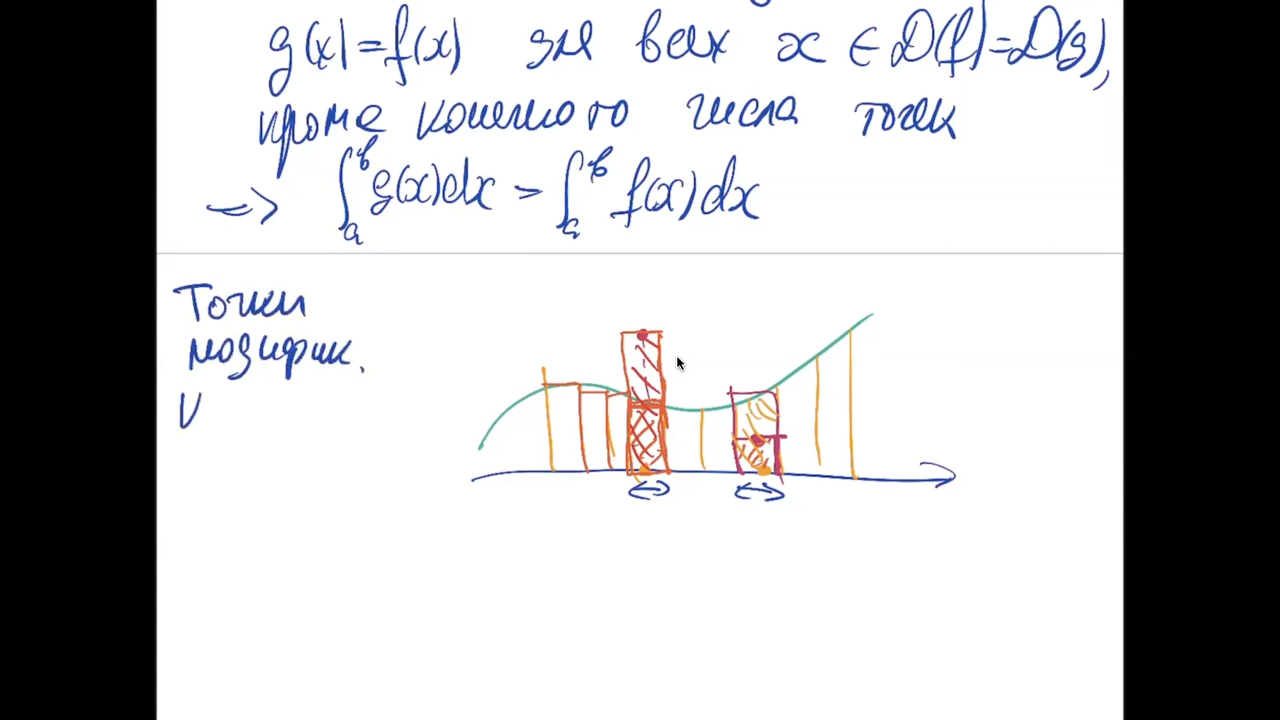 g(x) = f(x) для всех x ∈ D(f) = D(g),
кроме конечного числа точек
=> ∫ₐᵇ g(x)dx = ∫ₐᵇ f(x)dx
Точки
модифик.
V